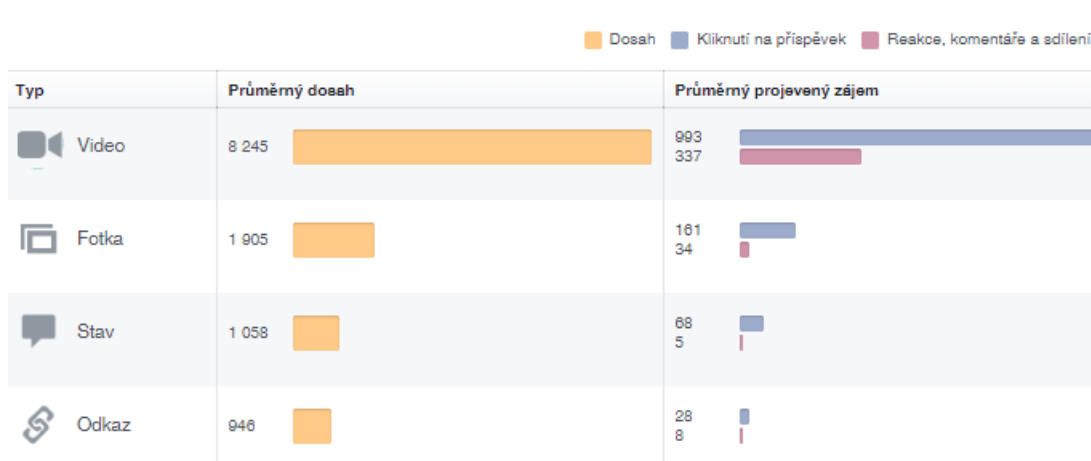 Dosah Kliknutí na příspěvek Reakce, komentáře a sdílení
Typ Průměrný dosah Průměrný projevený zájem
Video 8 245 993
337
Fotka 1 905 161
34
Stav 1 058 68
5
Odkaz 946 28
8